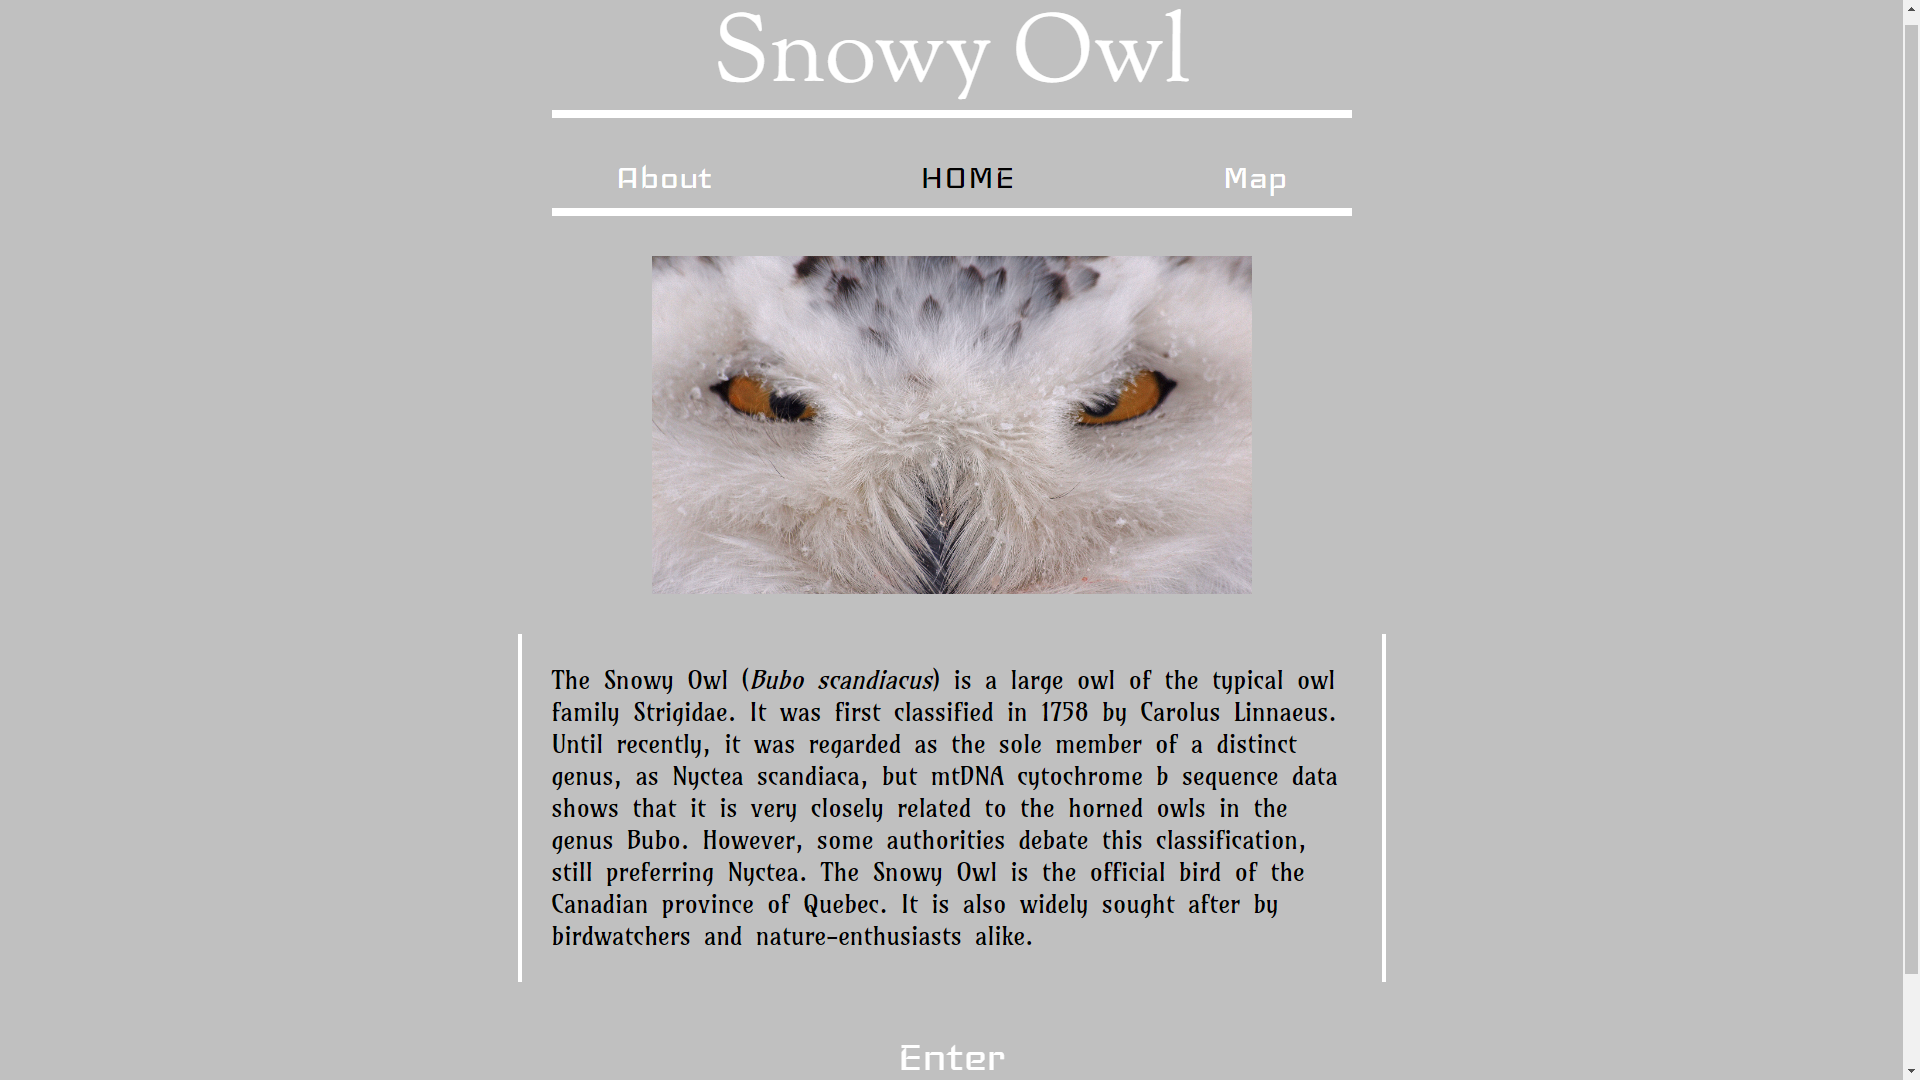 Snowy Owl
About HOME Map
The Snowy Owl (Bubo scandiacus) is a large owl of the typical owl
family Strigidae. It was first classified in 1758 by Carolus Linnaeus.
Until recently, it was regarded as the sole member of a distinct
genus, as Nyctea scandiaca, but mtDNA cytochrome b sequence data
shows that it is very closely related to the horned owls in the
genus Bubo. However, some authorities debate this classification,
still preferring Nyctea. The Snowy Owl is the official bird of the
Canadian province of Quebec. It is also widely sought after by
birdwatchers and nature-enthusiasts alike.
Enter